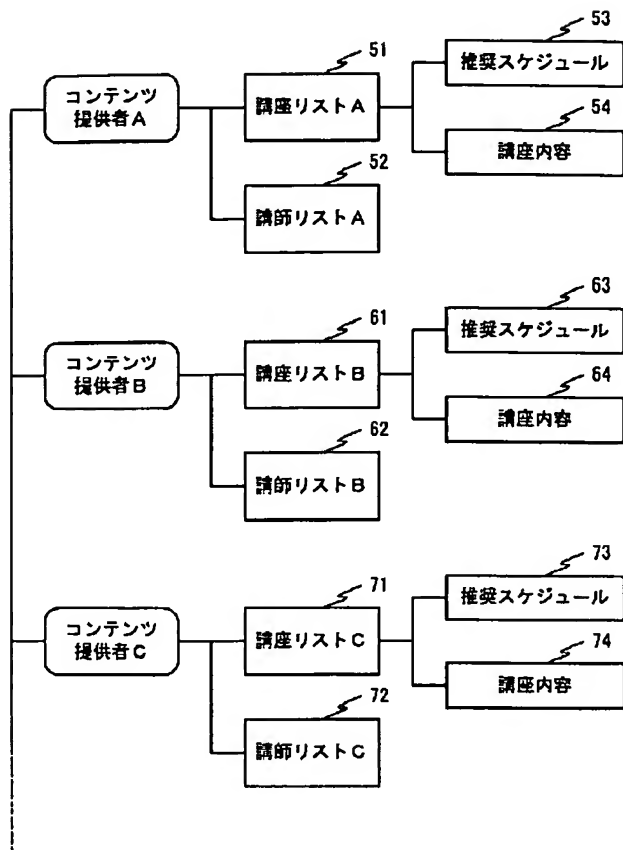 53
推奨スケジュール
51
コンテンツ
提供者A
講座リストA
54
講座内容
52
講師リストA
63
推奨スケジュール
61
コンテンツ
提供者B
講座リストB
64
講座内容
62
講師リストB
73
推奨スケジュール
71
コンテンツ
提供者C
講座リストC
74
講座内容
72
講師リストC